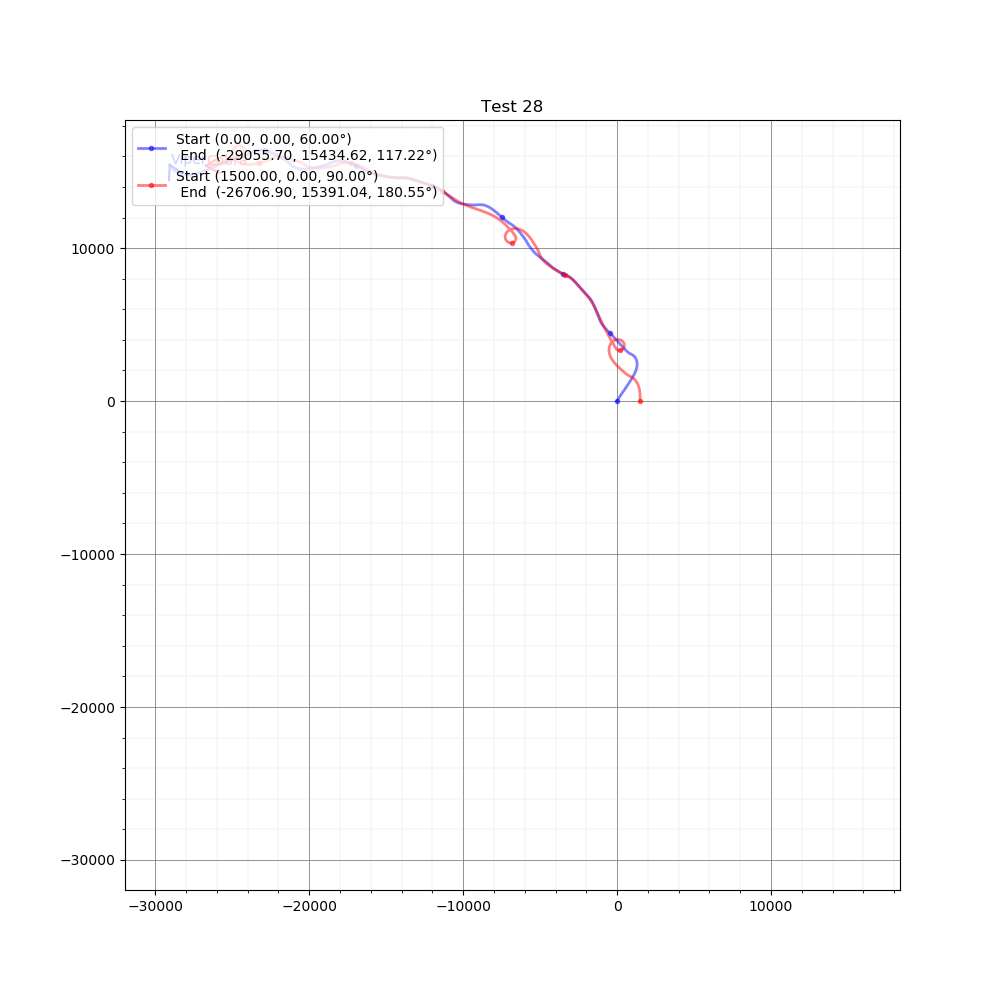 Test 28
Start (0.00, 0.00, 60.00°)
End (-29055.70, 15434.62, 117.22°)
Start (1500.00, 0.00, 90.00°)
End (-26706.90, 15391.04, 180.55°)
10000
0
−10000
−20000
−30000
−30000
−20000
−10000
0
10000